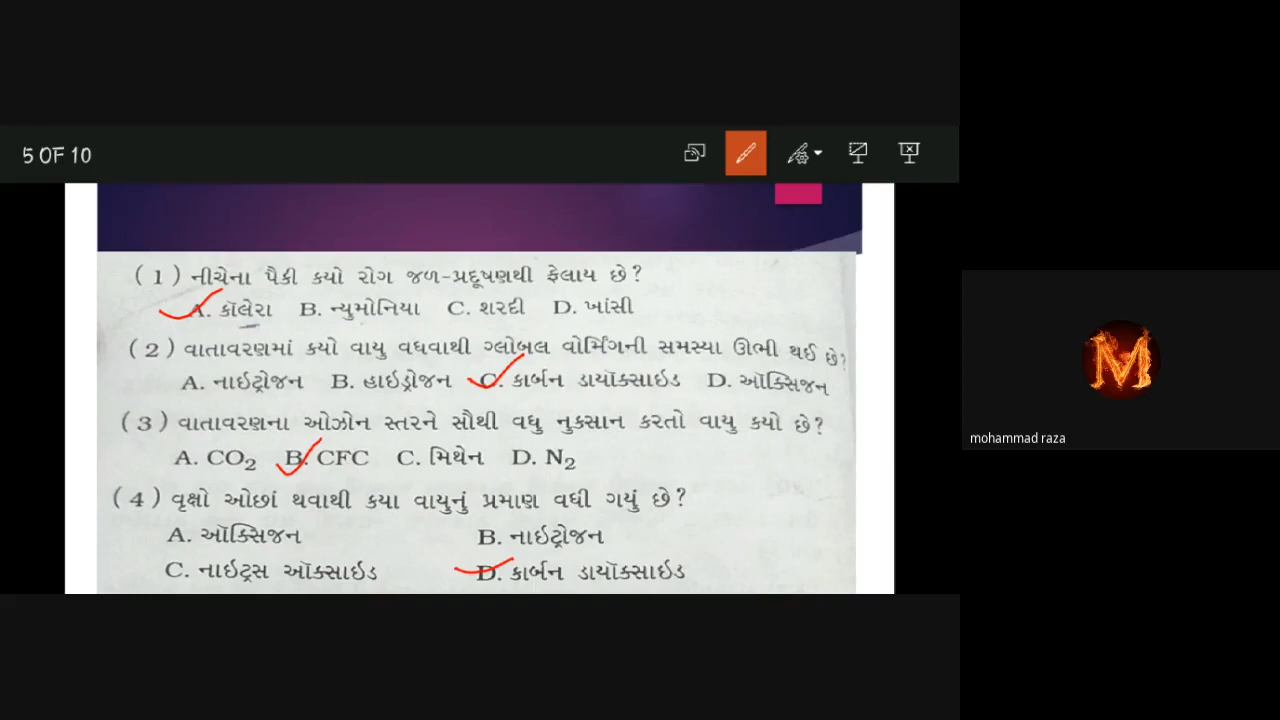 5 OF 10
( 1 ) નીચેના પૈકી કયો રોગ જળ-પ્રદૂષણથી ફેલાય છે?
A. કૉલેરા B. ન્યુમોનિયા C. શરદી D. ખાંસી
( 2 ) વાતાવરણમાં કયો વાયુ વધવાથી ગ્લોબલ વોર્મિંગની સમસ્યા ઊભી થઈ છે?
A. નાઇટ્રોજન B. હાઇડ્રોજન C. કાર્બન ડાયૉક્સાઇડ D. ઑક્સિજન
( 3 ) વાતાવરણના ઓઝોન સ્તરને સૌથી વધુ નુકસાન કરતો વાયુ કયો છે?
A. CO₂ B. CFC C. મિથેન D. N₂
( 4 ) વૃક્ષો ઓછાં થવાથી કયા વાયુનું પ્રમાણ વધી ગયું છે?
A. ઑક્સિજન B. નાઇટ્રોજન
C. નાઇટ્રસ ઑક્સાઇડ D. કાર્બન ડાયૉક્સાઇડ
M
mohammad raza